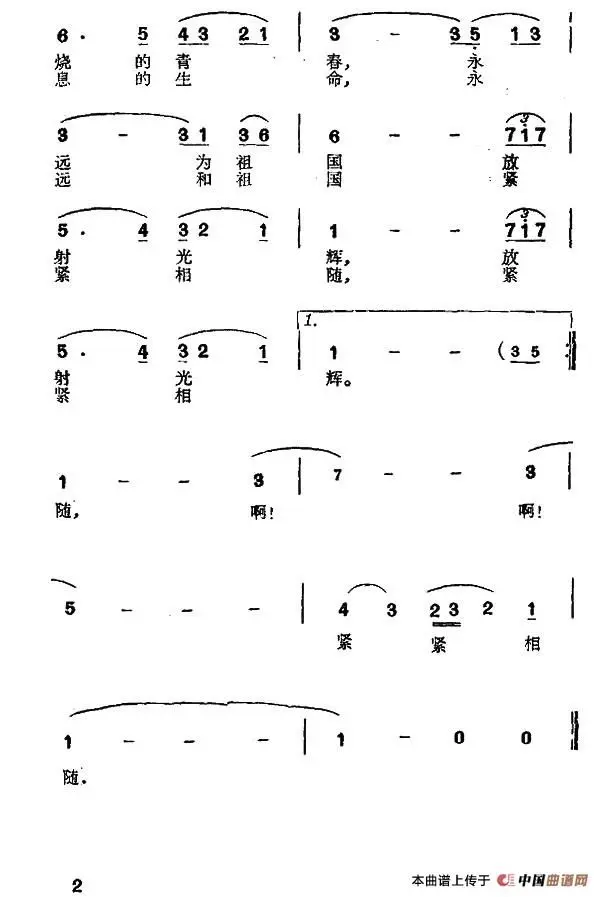 6· 5 4 3 2 1 | 3 - - 3 5 1 3 |
烧 的 青 春, 永
息 的 生 命, 永
3 - 3 1 3 6 | 6 - - 7 1 7 |
3
远 为 祖 国 放
远 和 祖 国 紧
5· 4 3 2 1 | 1 - - 7 1 7 |
3
射 光 辉, 放
紧 相 随, 紧
1.
5· 4 3 2 1 | 1 - - (3 5 :‖
射 光 辉。
紧 相
1 - - 3 | 7 - - 3 |
随, 啊! 啊!
5 - - - | 4 3 2 3 2 1 |
紧 紧 相
1 - - - | 1 - 0 0 ‖
随.
2
本曲谱上传于 中国曲谱网